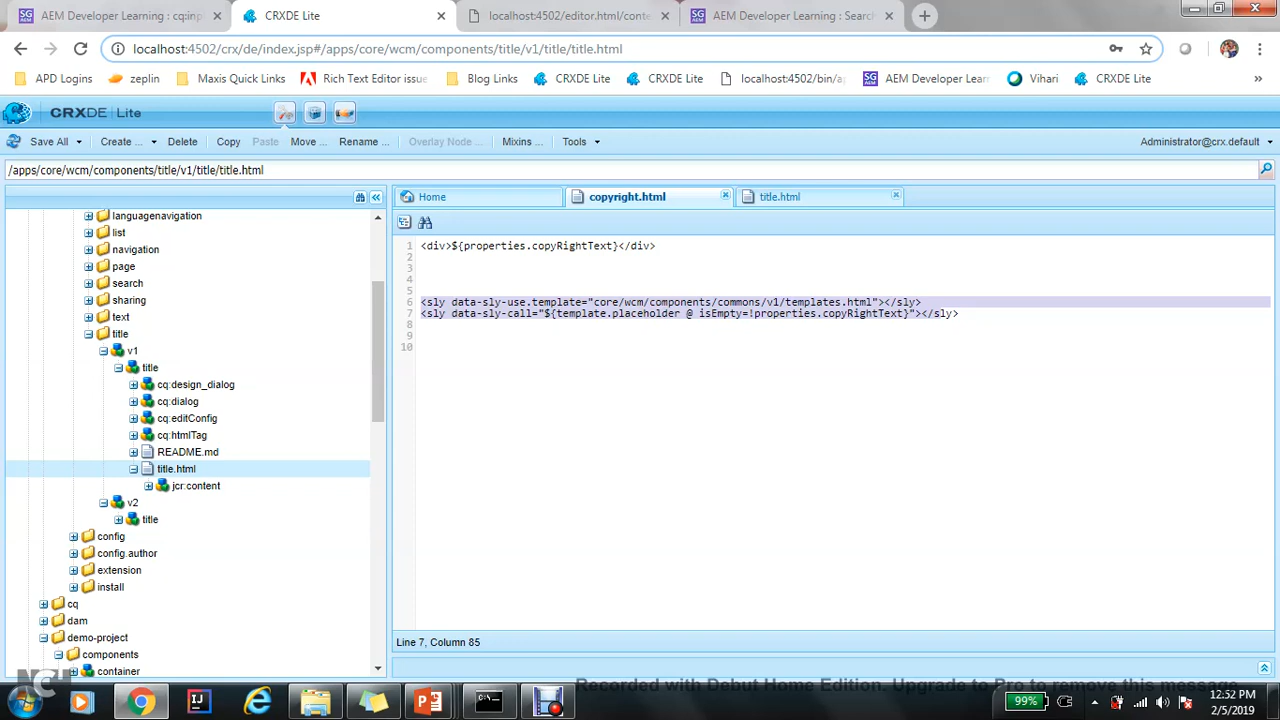 AEM Developer Learning : cq:inp
CRXDE Lite
localhost:4502/editor.html/conte
AEM Developer Learning : Search
localhost:4502/crx/de/index.jsp#/apps/core/wcm/components/title/v1/title/title.html
APD Logins
zeplin
Maxis Quick Links
Rich Text Editor issue
Blog Links
CRXDE Lite
CRXDE Lite
localhost:4502/bin/a
AEM Developer Learn
Vihari
CRXDE Lite
»
CRXDE | Lite
Save All
Create ...
Delete
Copy
Paste
Move ...
Rename ...
Overlay Node ...
Mixins ...
Tools
Administrator@crx.default
/apps/core/wcm/components/title/v1/title/title.html
Home
copyright.html
title.html
languagenavigation
list
navigation
page
search
sharing
text
title
v1
title
cq:design_dialog
cq:dialog
cq:editConfig
cq:htmlTag
README.md
title.html
jcr:content
v2
title
config
config.author
extension
install
cq
dam
demo-project
components
container
1 <div>${properties.copyRightText}</div>
2
3
4
5
6 <sly data-sly-use.template="core/wcm/components/commons/v1/templates.html"></sly>
7 <sly data-sly-call="${template.placeholder @ isEmpty=!properties.copyRightText}"></sly>
8
9
10
Line 7, Column 85
NCH
Recorded with Debut Home Edition. Upgrade to Pro to remove this message
99%
12:52 PM
2/5/2019